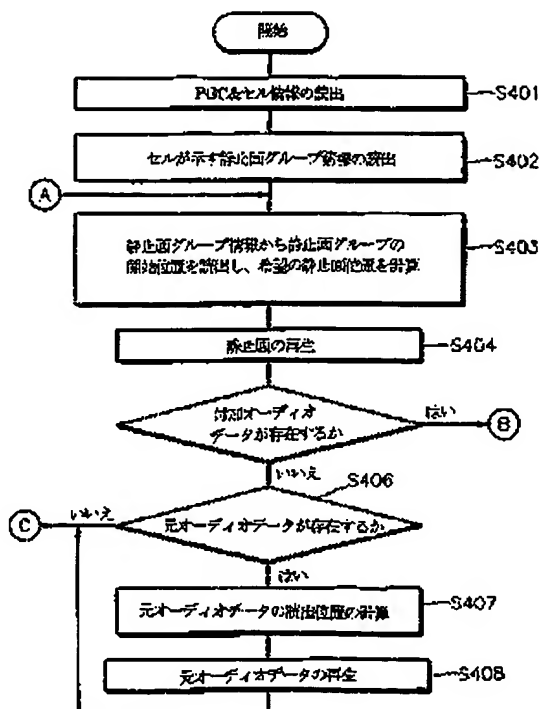 開始
PGC&セル情報の読出
S401
セルが示す静止画グループ情報の読出
S402
A
静止画グループ情報から静止画グループの
開始位置を読出し、希望の静止画位置を計算
S403
静止画の再生
S404
付加オーディオ
データが存在するか
はい
B
いいえ
S406
C
いいえ
元オーディオデータが存在するか
はい
元オーディオデータの読出位置の計算
S407
元オーディオデータの再生
S408